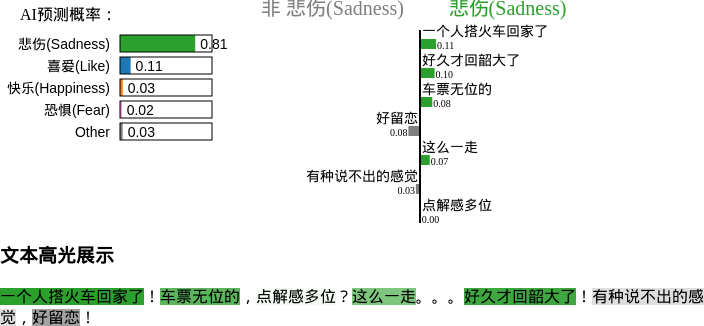 AI预测概率：
悲伤(Sadness) 0.81
喜爱(Like) 0.11
快乐(Happiness) 0.03
恐惧(Fear) 0.02
Other 0.03
非 悲伤(Sadness) 悲伤(Sadness)
一个人搭火车回家了
0.11
好久才回韶大了
0.10
车票无位的
0.08
好留恋
0.08
这么一走
0.07
有种说不出的感觉
0.03
点解感多位
0.00
文本高光展示
一个人搭火车回家了！车票无位的，点解感多位？这么一走。。。好久才回韶大了！有种说不出的感
觉，好留恋！